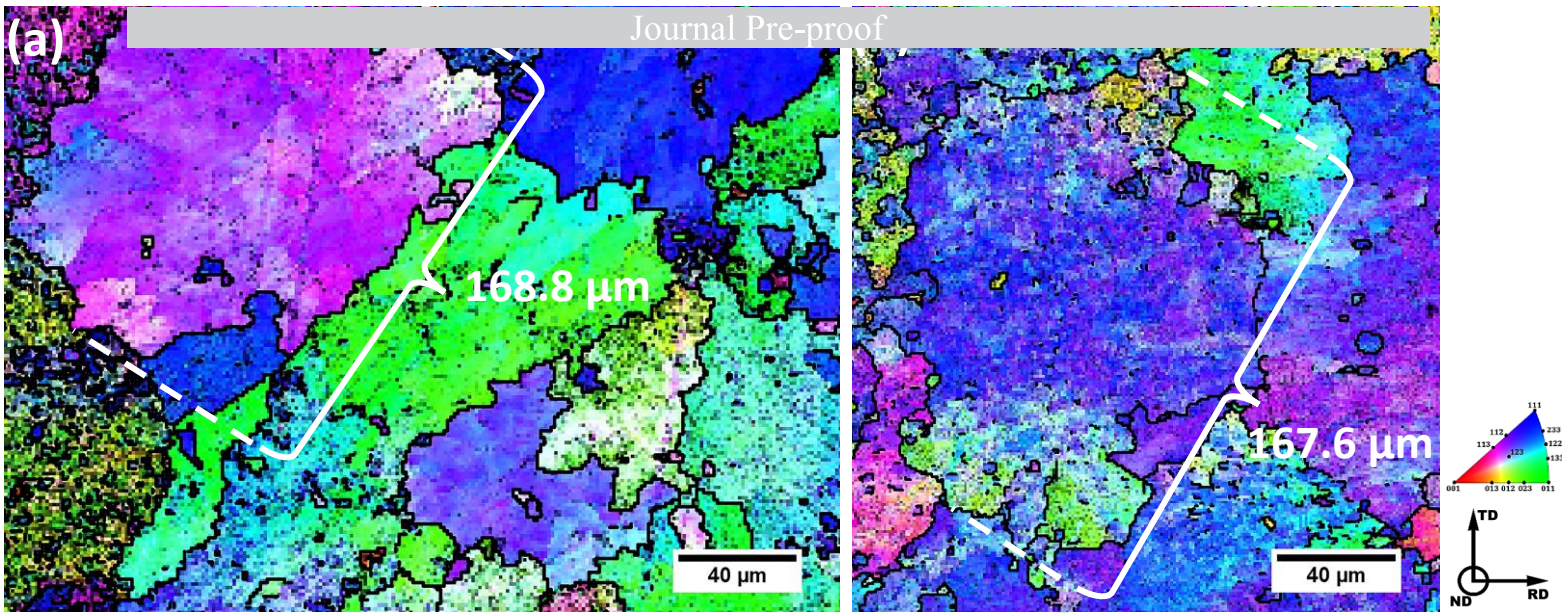 Journal Pre-proof
(a)
168.8 μm
167.6 μm
40 μm
40 μm
111
233
122
112
113
123
001
013 012 023 011
TD
ND
RD